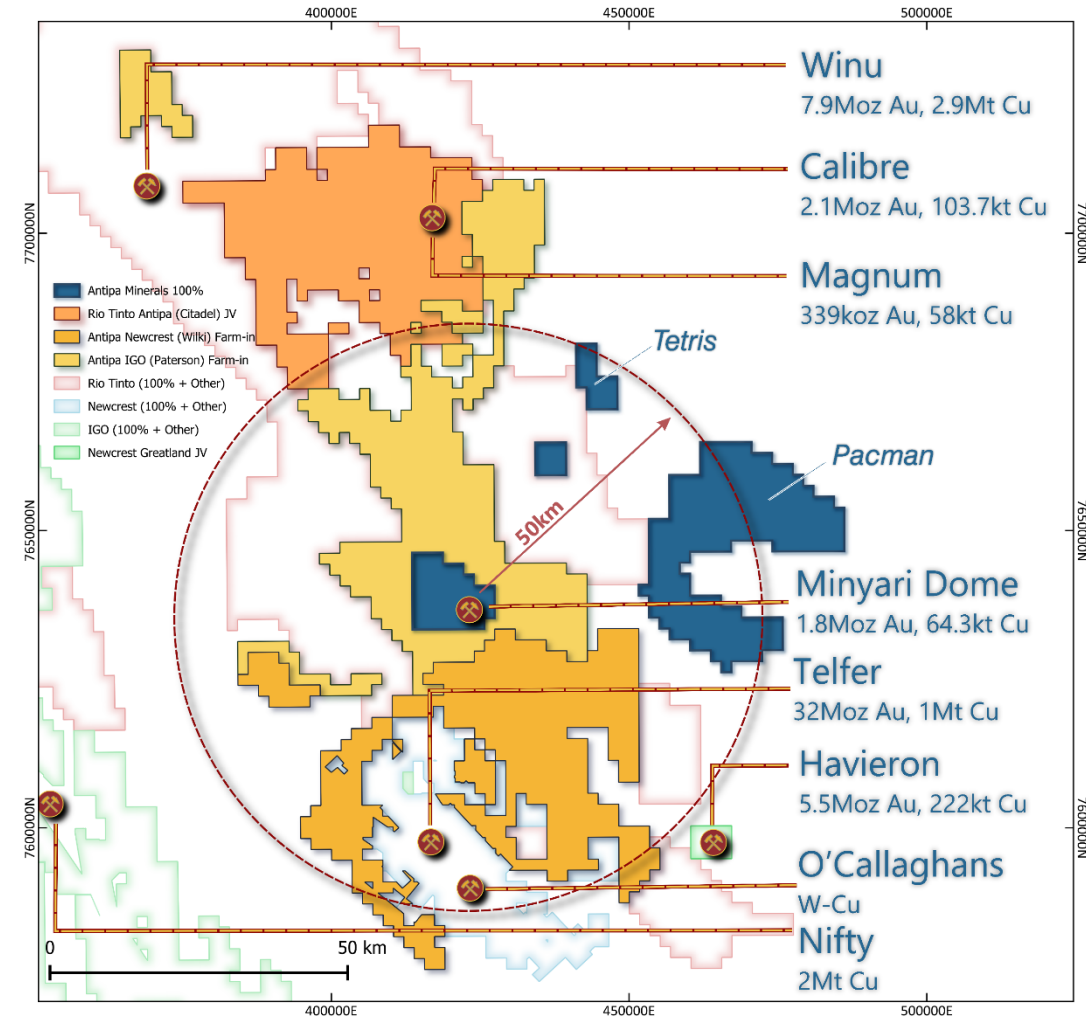 400000E
450000E
500000E
Winu
7.9Moz Au, 2.9Mt Cu
Calibre
2.1Moz Au, 103.7kt Cu
7700000N
7700000N
Magnum
339koz Au, 58kt Cu
Antipa Minerals 100%
Rio Tinto Antipa (Citadel) JV
Antipa Newcrest (Wilki) Farm-in
Antipa IGO (Paterson) Farm-in
Rio Tinto (100% + Other)
Newcrest (100% + Other)
IGO (100% + Other)
Newcrest Greatland JV
Tetris
Pacman
50km
7650000N
7650000N
Minyari Dome
1.8Moz Au, 64.3kt Cu
Telfer
32Moz Au, 1Mt Cu
Havieron
5.5Moz Au, 222kt Cu
7600000N
7600000N
O'Callaghans
W-Cu
Nifty
2Mt Cu
0
50 km
400000E
450000E
500000E